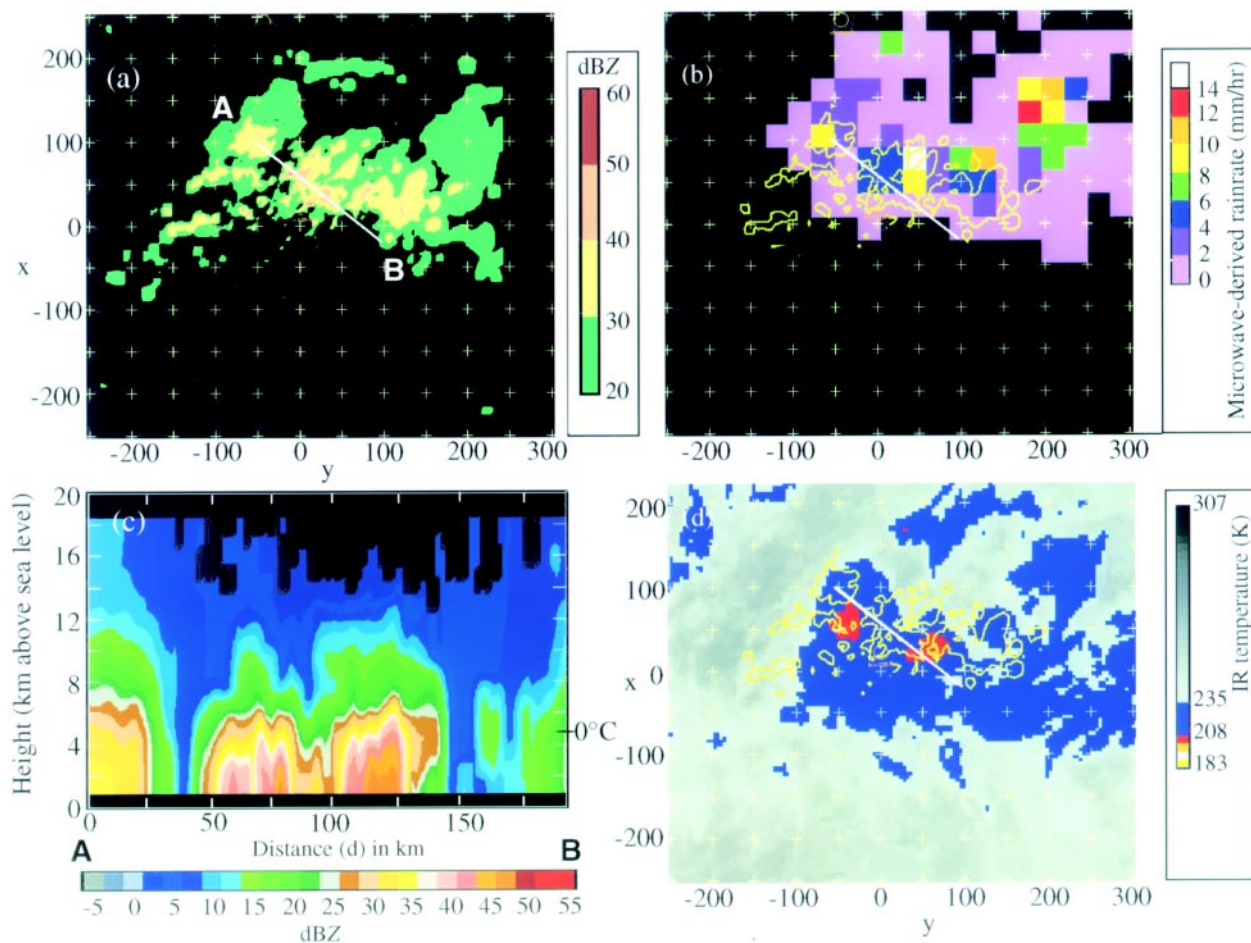 (a)
dBZ
60
50
40
30
20
A
B
200
100
0
-100
-200
x
-200 -100 0 100 200 300
y
(b)
14
12
10
8
6
4
2
0
Microwave-derived rainrate (mm/hr)
-200 -100 0 100 200 300
(c)
20
16
12
8
4
0
Height (km above sea level)
0°C
0 50 100 150
A Distance (d) in km B
-5 0 5 10 15 20 25 30 35 40 45 50 55
dBZ
(d)
200
100
0
-100
-200
x
-200 -100 0 100 200 300
y
307
235
208
183
IR temperature (K)